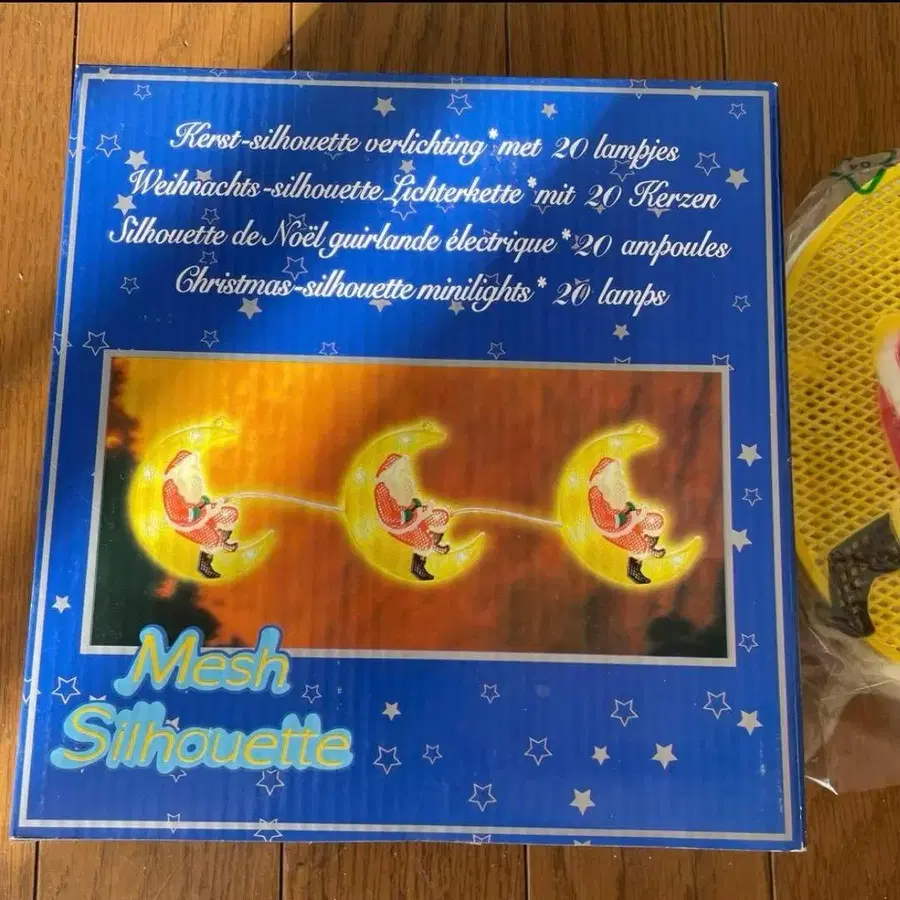 Kerst-silhouette verlichting * met 20 lampjes
Weihnachts-silhouette Lichterkette * mit 20 Kerzen
Silhouette de Noël guirlande électrique * 20 ampoules
Christmas-silhouette minilights * 20 lamps
Mesh
Silhouette